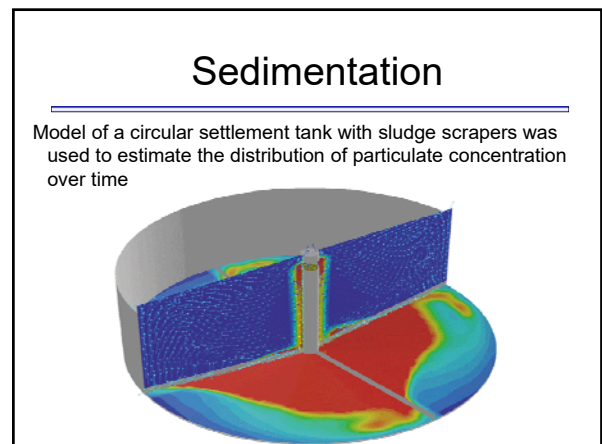 Sedimentation
Model of a circular settlement tank with sludge scrapers was
used to estimate the distribution of particulate concentration
over time